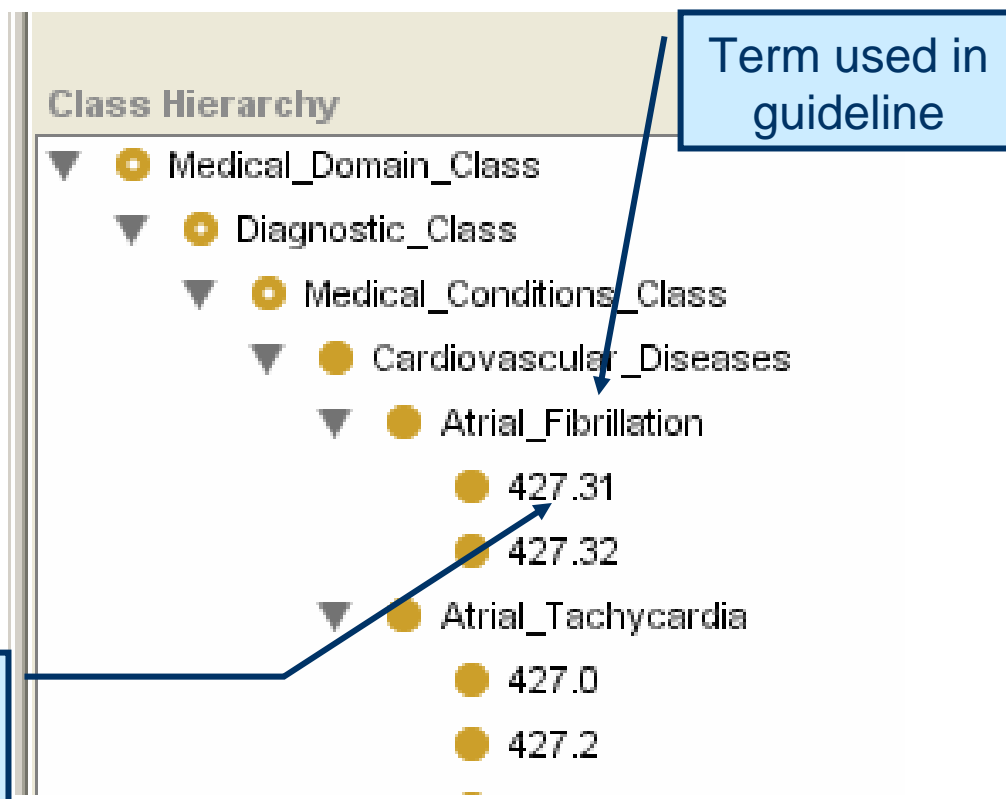 Term used in
guideline
Class Hierarchy
Medical_Domain_Class
Diagnostic_Class
Medical_Conditions_Class
Cardiovascular_Diseases
Atrial_Fibrillation
427.31
427.32
Atrial_Tachycardia
427.0
427.2